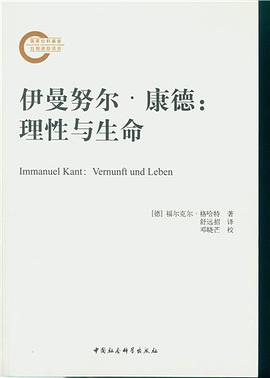 国家社科基金
后期资助项目
伊曼努尔·康德：
理性与生命
Immanuel Kant：Vernunft und Leben
［德］福尔克尔·格哈特 著
舒远招 译
邓晓芒 校
中国社会科学出版社